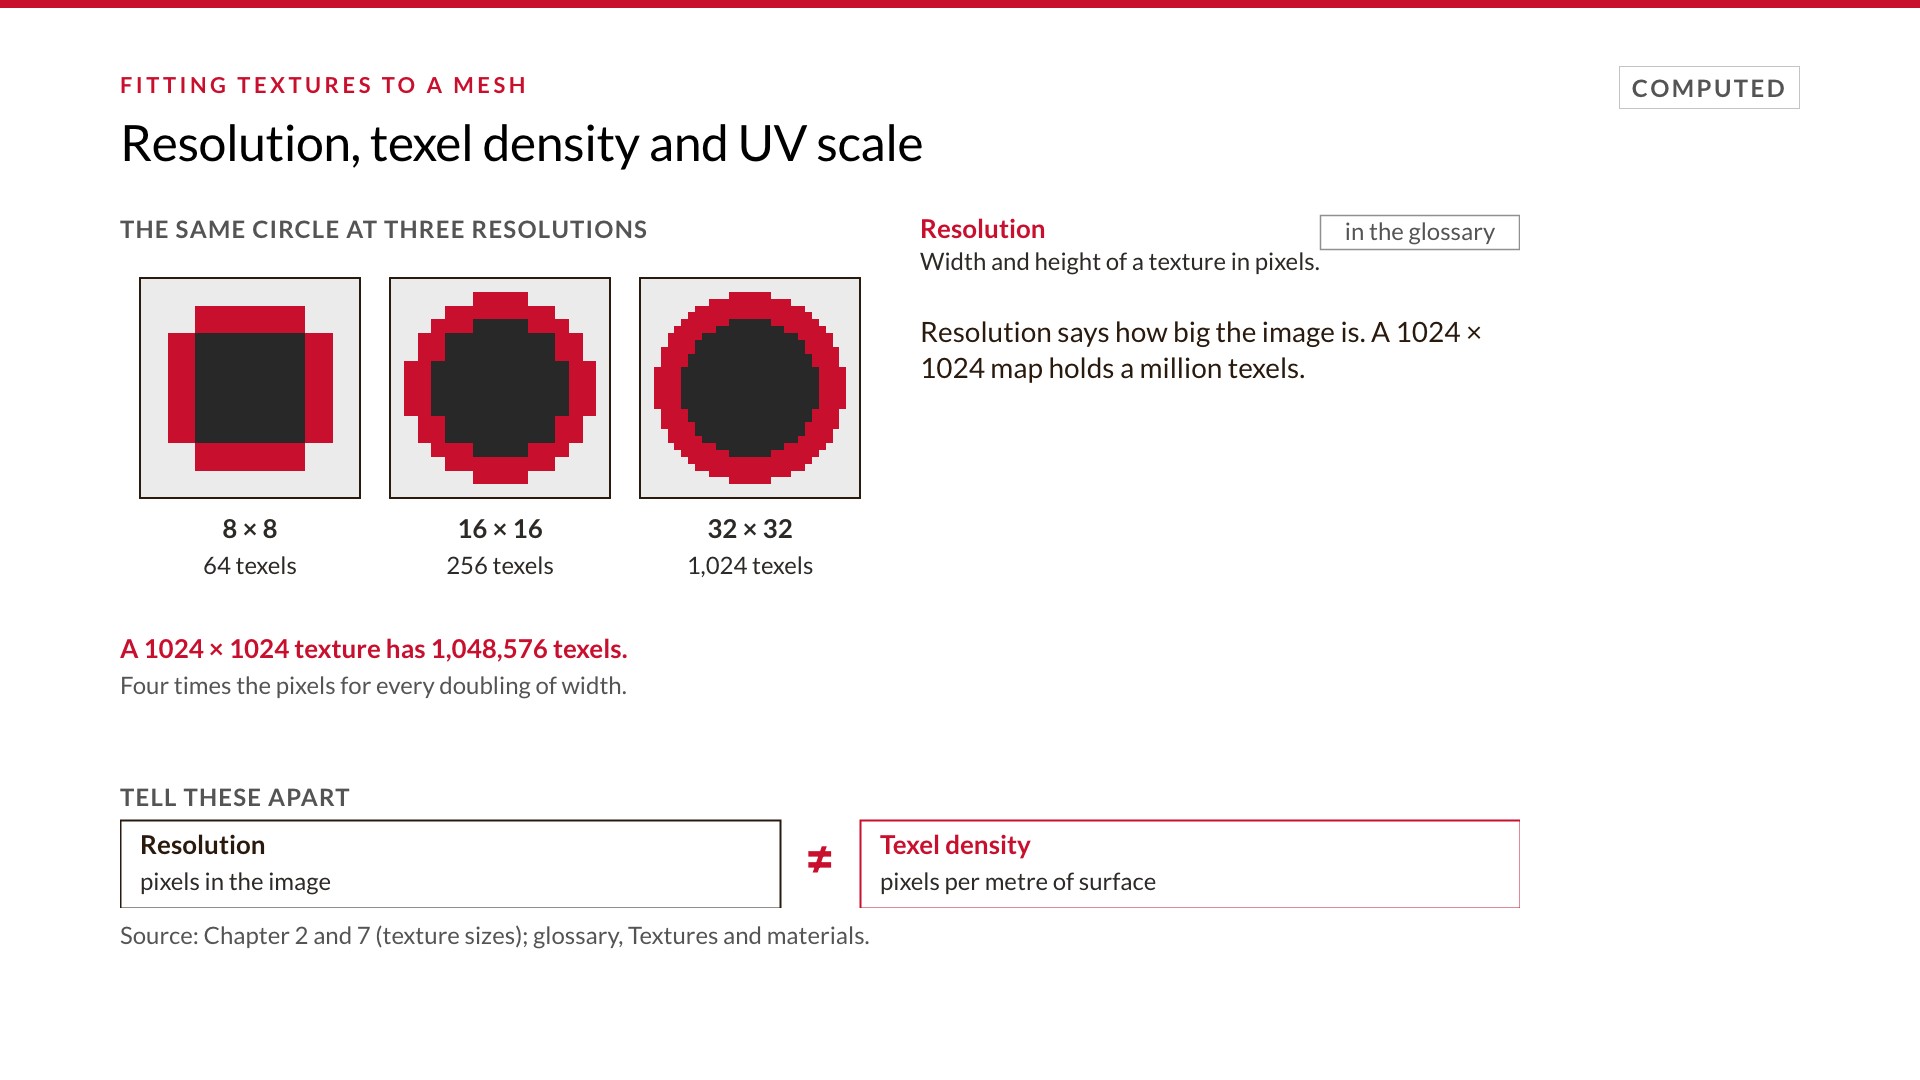 FITTING TEXTURES TO A MESH
COMPUTED
Resolution, texel density and UV scale
THE SAME CIRCLE AT THREE RESOLUTIONS
8 × 8
64 texels
16 × 16
256 texels
32 × 32
1,024 texels
A 1024 × 1024 texture has 1,048,576 texels.
Four times the pixels for every doubling of width.
Resolution
in the glossary
Width and height of a texture in pixels.
Resolution says how big the image is. A 1024 ×
1024 map holds a million texels.
TELL THESE APART
Resolution
pixels in the image
≠
Texel density
pixels per metre of surface
Source: Chapter 2 and 7 (texture sizes); glossary, Textures and materials.